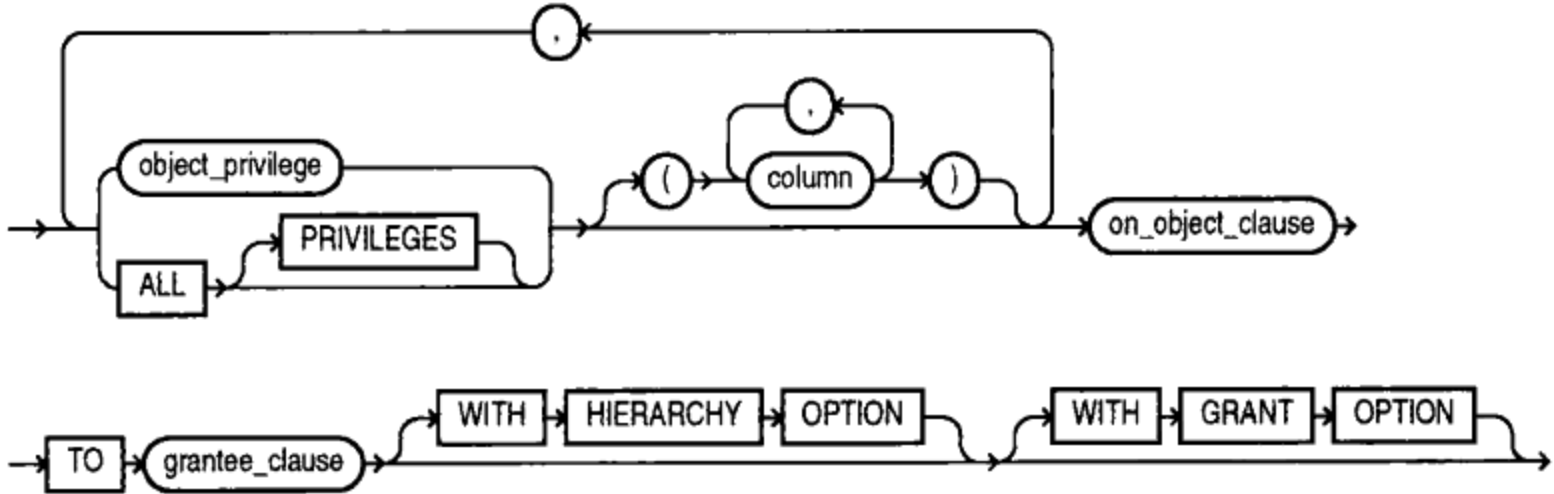 ,
,
object_privilege ( column )
PRIVILEGES on_object_clause
ALL
WITH HIERARCHY OPTION WITH GRANT OPTION
TO grantee_clause